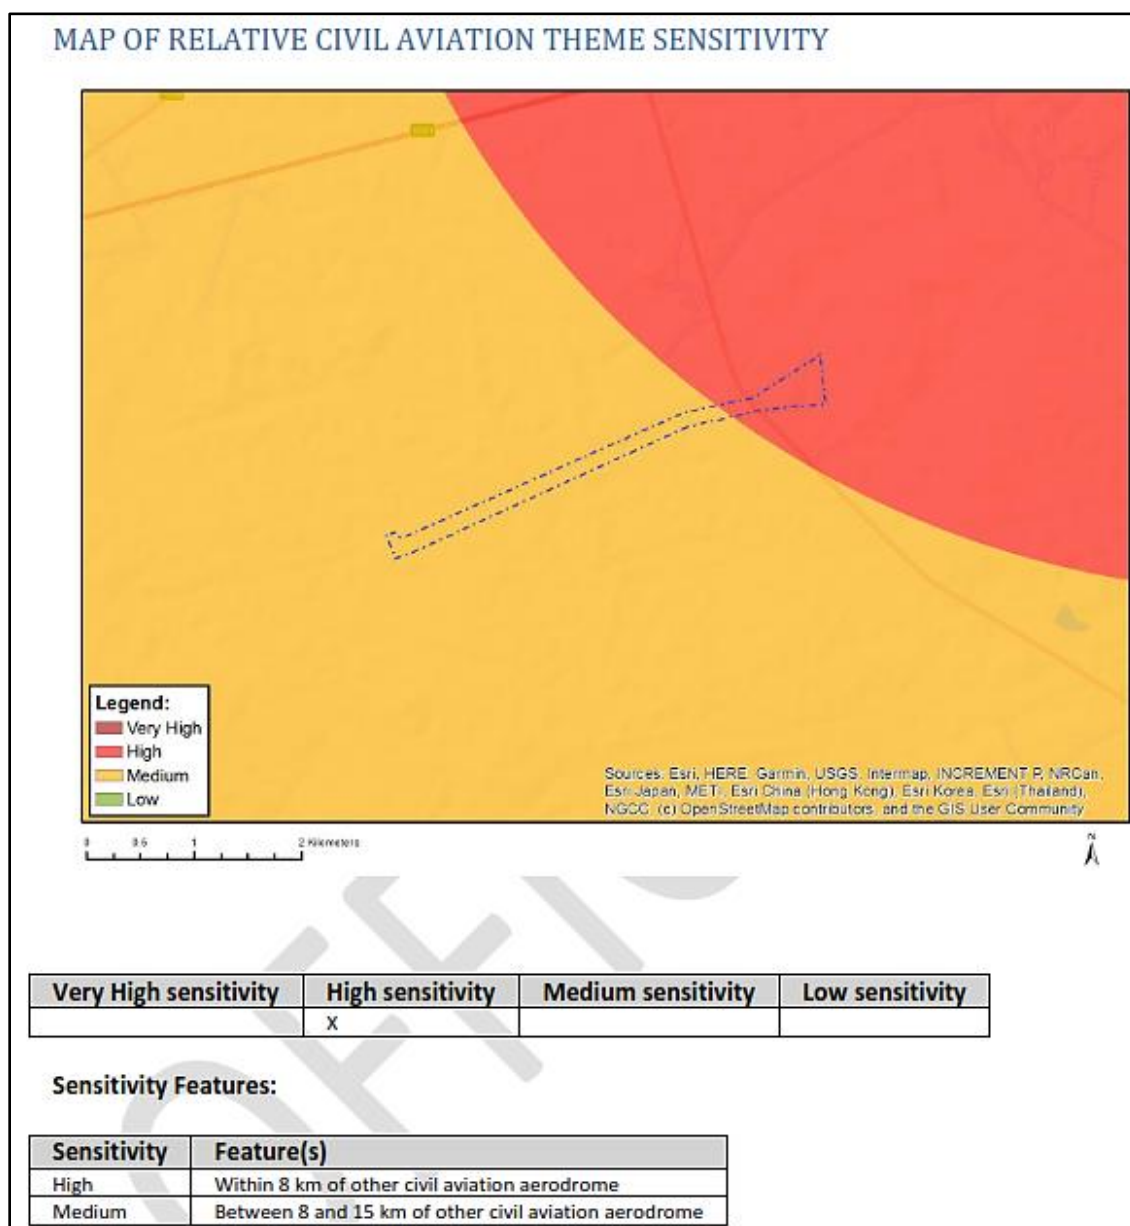 MAP OF RELATIVE CIVIL AVIATION THEME SENSITIVITY
Legend:
Very High
High
Medium
Low
Sources: Esri, HERE, Garmin, USGS, Intermap, INCREMENT P, NRCan,
Esri Japan, METI, Esri China (Hong Kong), Esri Korea, Esri (Thailand),
NGCC, (c) OpenStreetMap contributors, and the GIS User Community
0 0.5 1 2 Kilometers
N
Very High sensitivity High sensitivity Medium sensitivity Low sensitivity
X
Sensitivity Features:
Sensitivity Feature(s)
High Within 8 km of other civil aviation aerodrome
Medium Between 8 and 15 km of other civil aviation aerodrome